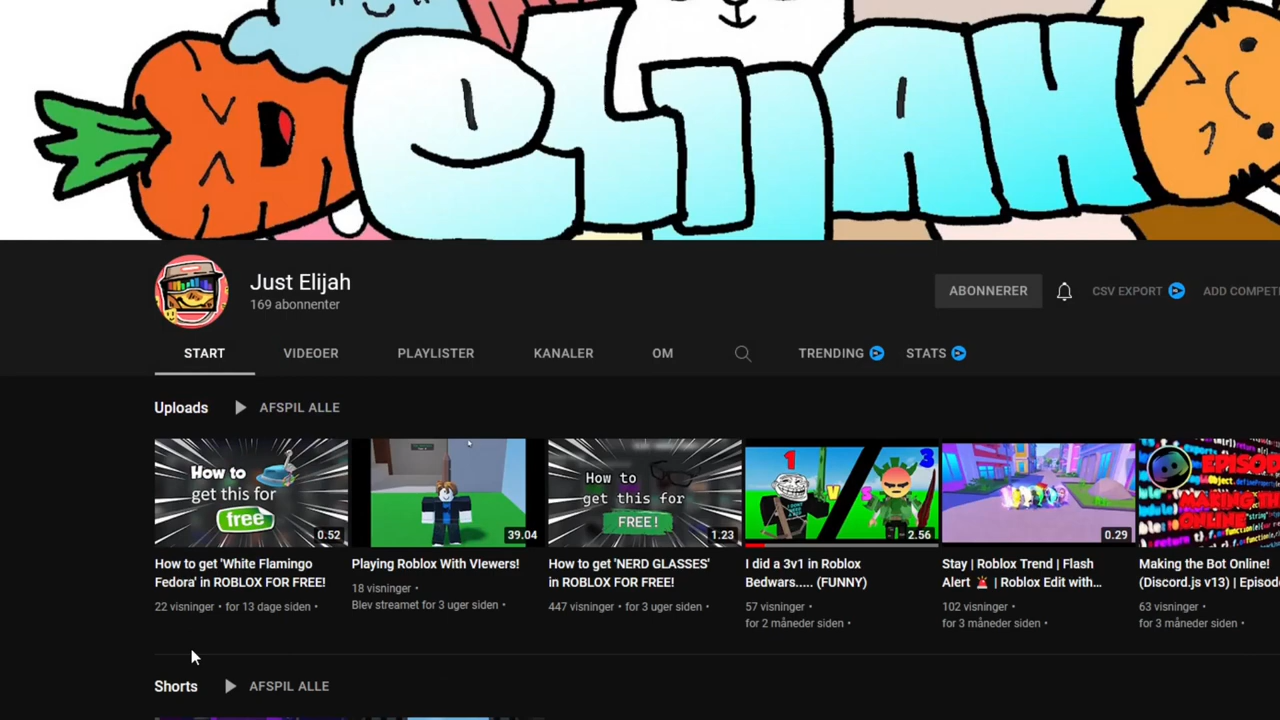 ELIJAH
Just Elijah
169 abonnenter
ABONNERER
CSV EXPORT
ADD COMPETI
START
VIDEOER
PLAYLISTER
KANALER
OM
TRENDING
STATS
Uploads
AFSPIL ALLE
How to
get this for
free
0.52
How to get 'White Flamingo
Fedora' in ROBLOX FOR FREE!
22 visninger • for 13 dage siden •
39.04
Playing Roblox With VIewers!
18 visninger •
Blev streamet for 3 uger siden •
How to
get this for
FREE!
1.23
How to get 'NERD GLASSES'
in ROBLOX FOR FREE!
447 visninger • for 3 uger siden •
1
V
S
3
2.56
I did a 3v1 in Roblox
Bedwars..... (FUNNY)
57 visninger •
for 2 måneder siden •
0.29
Stay | Roblox Trend | Flash
Alert 🚨 | Roblox Edit with...
102 visninger •
for 3 måneder siden •
EPISOD
MAKING TH
ONLINE
Making the Bot Online!
(Discord.js v13) | Episode
63 visninger •
for 3 måneder siden •
Shorts
AFSPIL ALLE